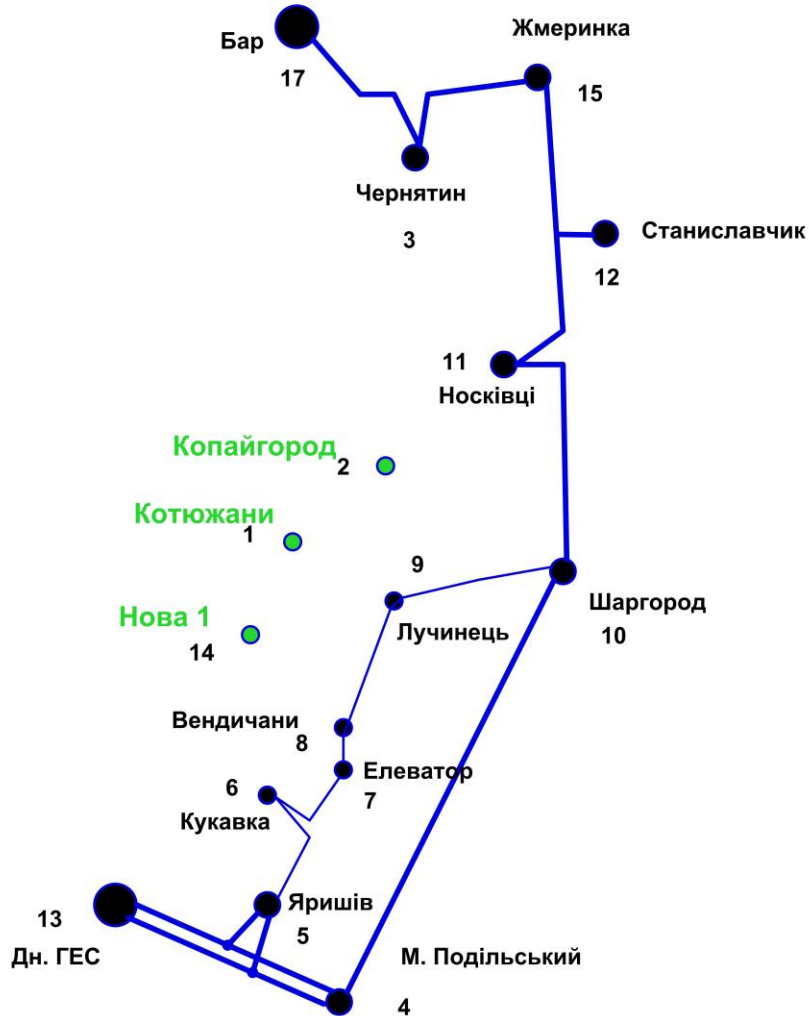 Жмеринка
Бар
17
15
Чернятин
3
Станиславчик
12
11
Носківці
Копайгород
2
Котюжани
1
9
Нова 1
14
Лучинець
Шаргород
10
Вендичани
8
Елеватор
7
6
Кукавка
Яришів
5
13
Дн. ГЕС
М. Подільський
4